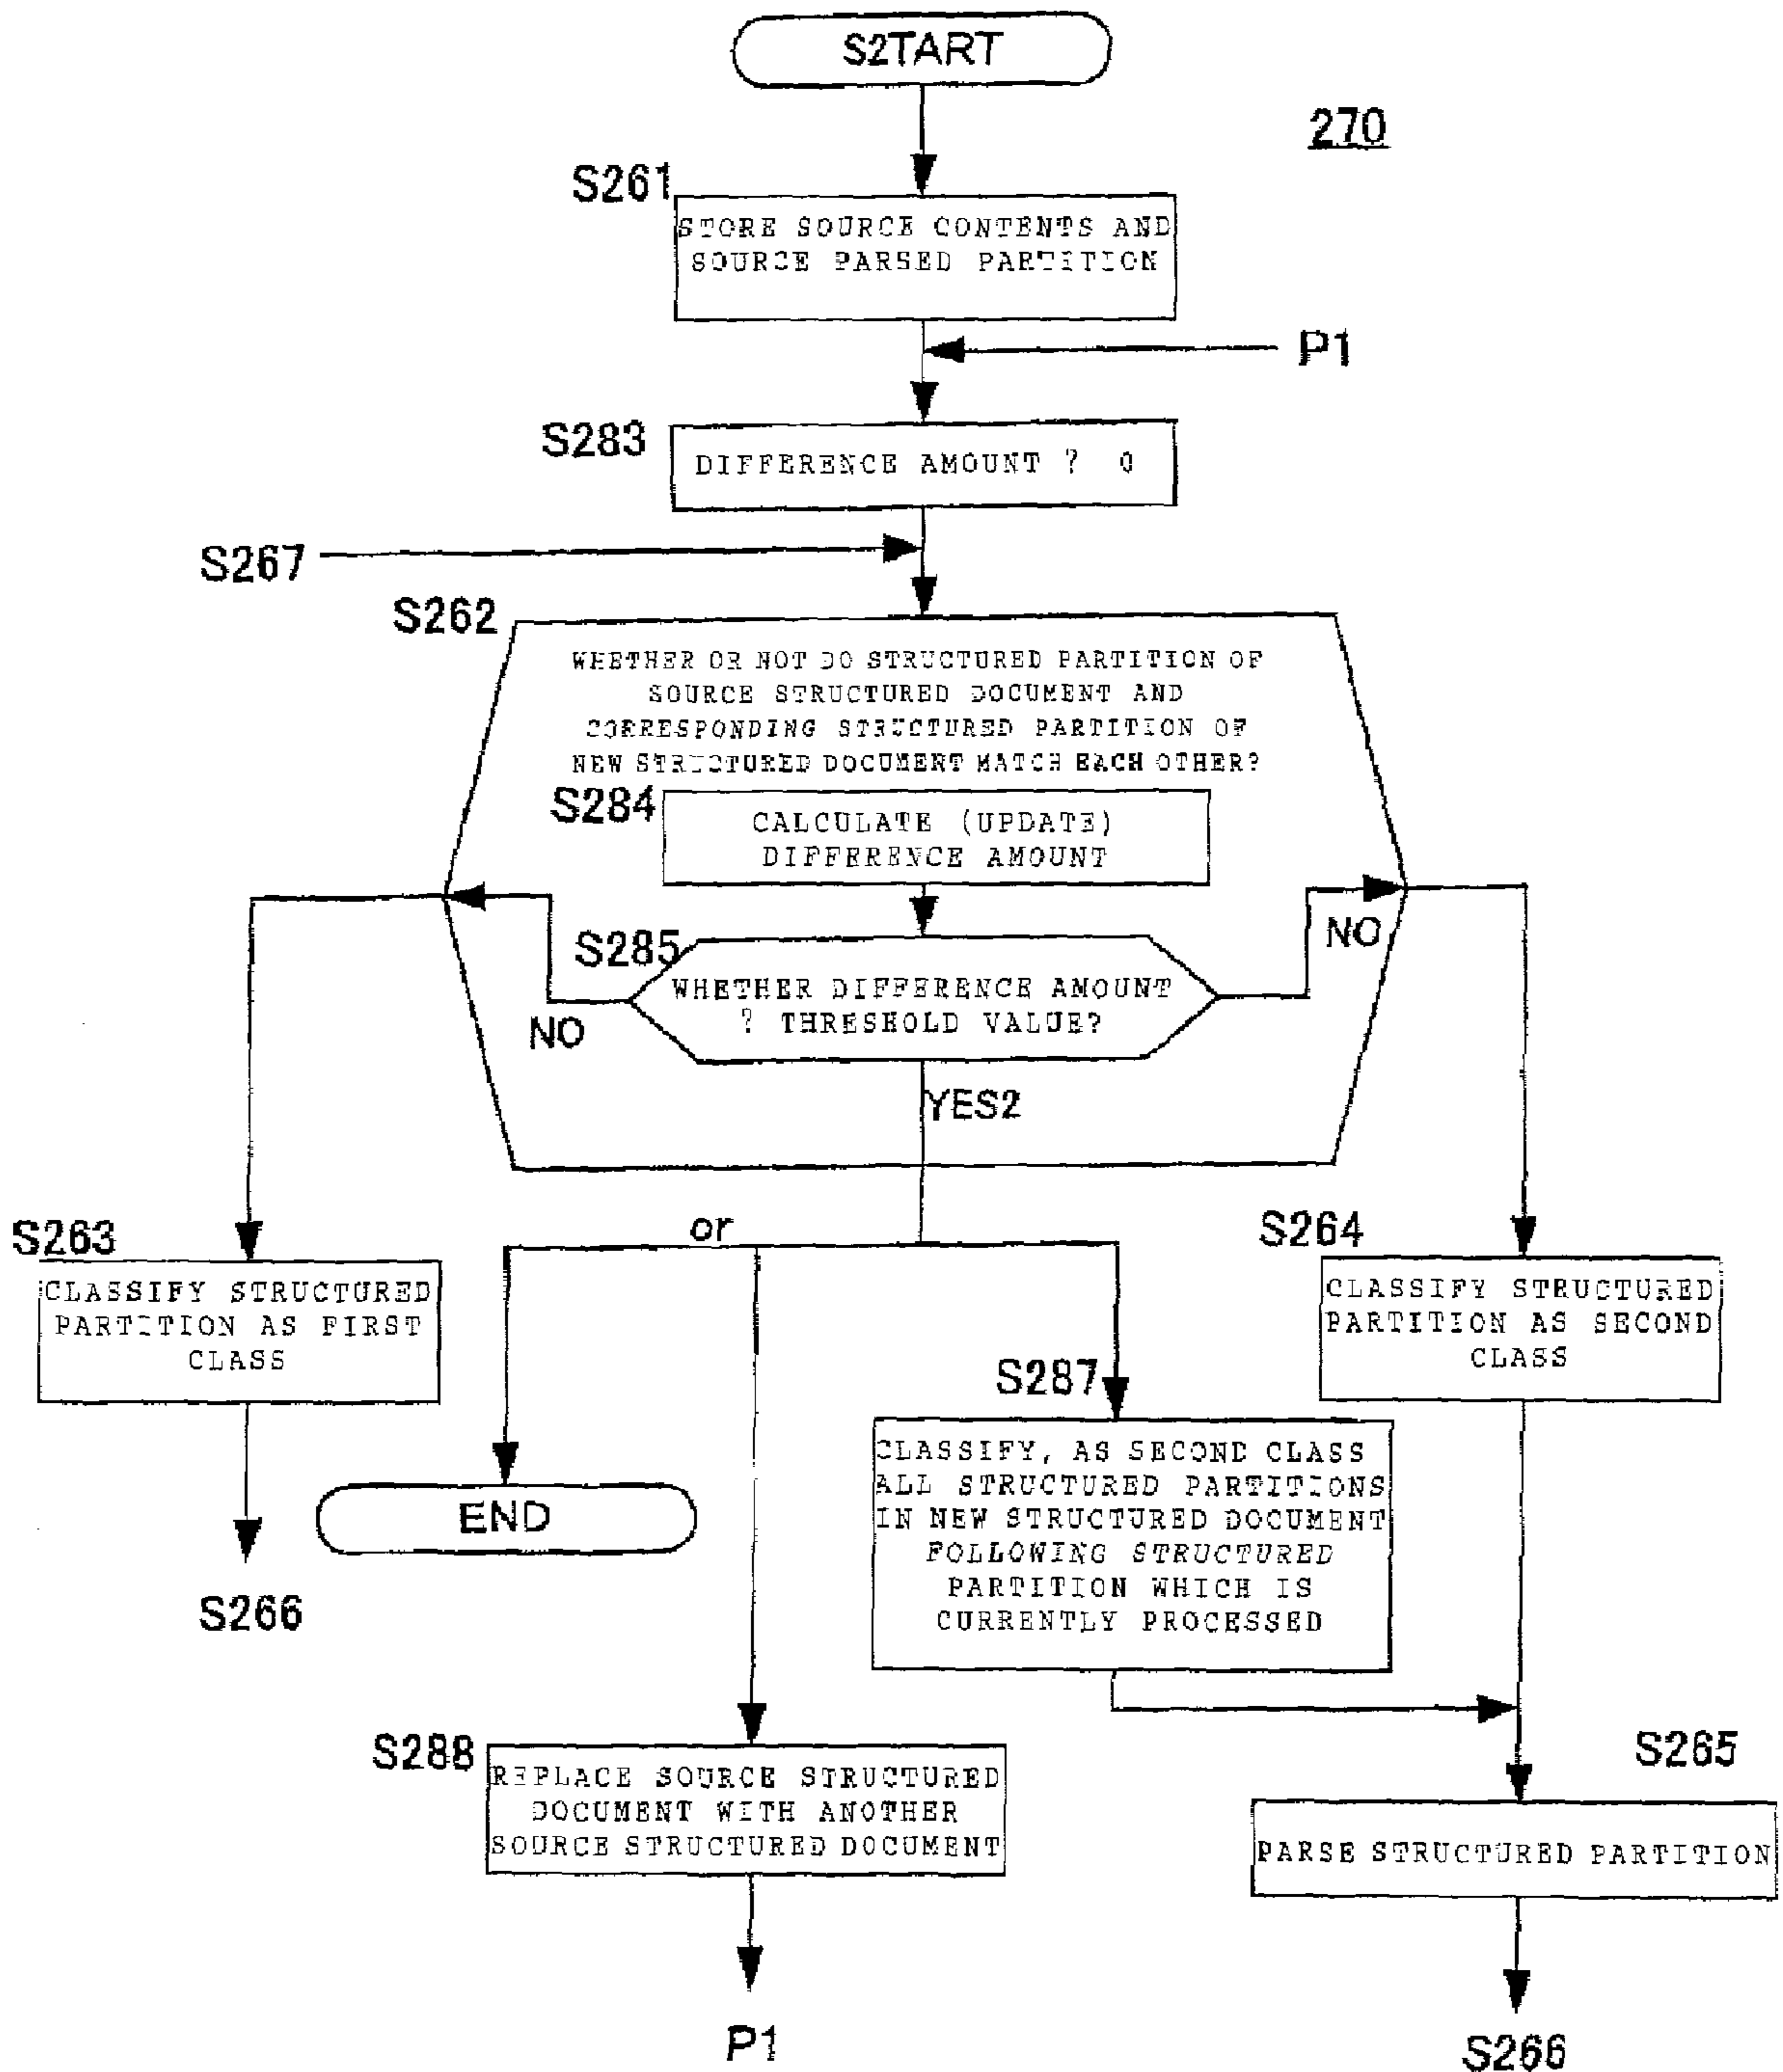 S2TART
270
S261
STORE SOURCE CONTENTS AND
SOURCE PARSED PARTITION
P1
S283
DIFFERENCE AMOUNT ? 0
S267
S262
WHETHER OR NOT DO STRUCTURED PARTITION OF
SOURCE STRUCTURED DOCUMENT AND
CORRESPONDING STRUCTURED PARTITION OF
NEW STRUCTURED DOCUMENT MATCH EACH OTHER?
S284
CALCULATE (UPDATE)
DIFFERENCE AMOUNT
S285
WHETHER DIFFERENCE AMOUNT
? THRESHOLD VALUE?
NO
NO
YES2
or
S263
CLASSIFY STRUCTURED
PARTITION AS FIRST
CLASS
S266
END
S264
CLASSIFY STRUCTURED
PARTITION AS SECOND
CLASS
S287
CLASSIFY, AS SECOND CLASS
ALL STRUCTURED PARTITIONS
IN NEW STRUCTURED DOCUMENT
FOLLOWING STRUCTURED
PARTITION WHICH IS
CURRENTLY PROCESSED
S288
REPLACE SOURCE STRUCTURED
DOCUMENT WITH ANOTHER
SOURCE STRUCTURED DOCUMENT
P1
S265
PARSE STRUCTURED PARTITION
S266